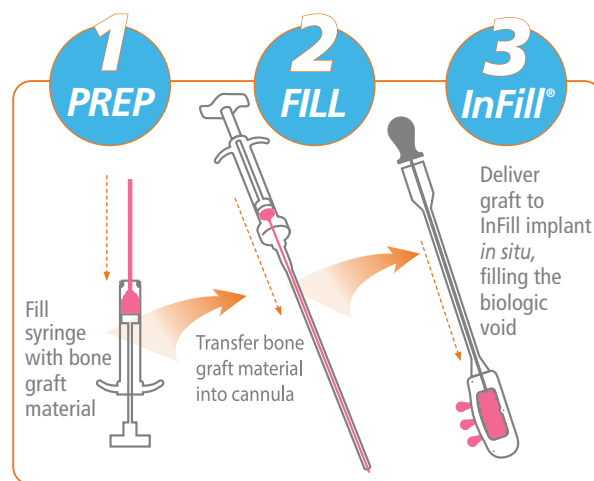 1
PREP
2
FILL
3
InFill®
Fill
syringe
with bone
graft
material
Transfer bone
graft material
into cannula
Deliver
graft to
InFill implant
in situ,
filling the
biologic
void